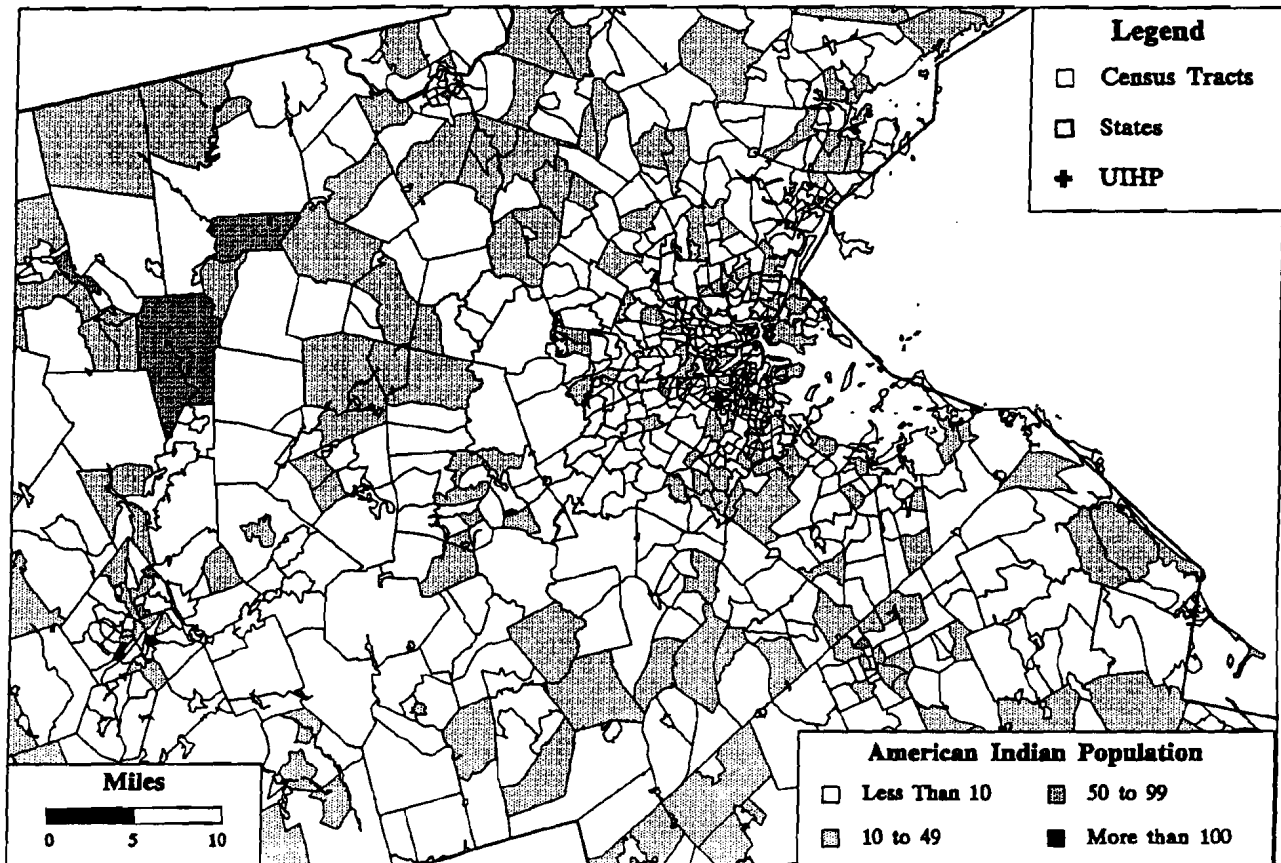 Legend
Census Tracts
States
UIHP
Miles
0 5 10
American Indian Population
Less Than 10
50 to 99
10 to 49
More than 100